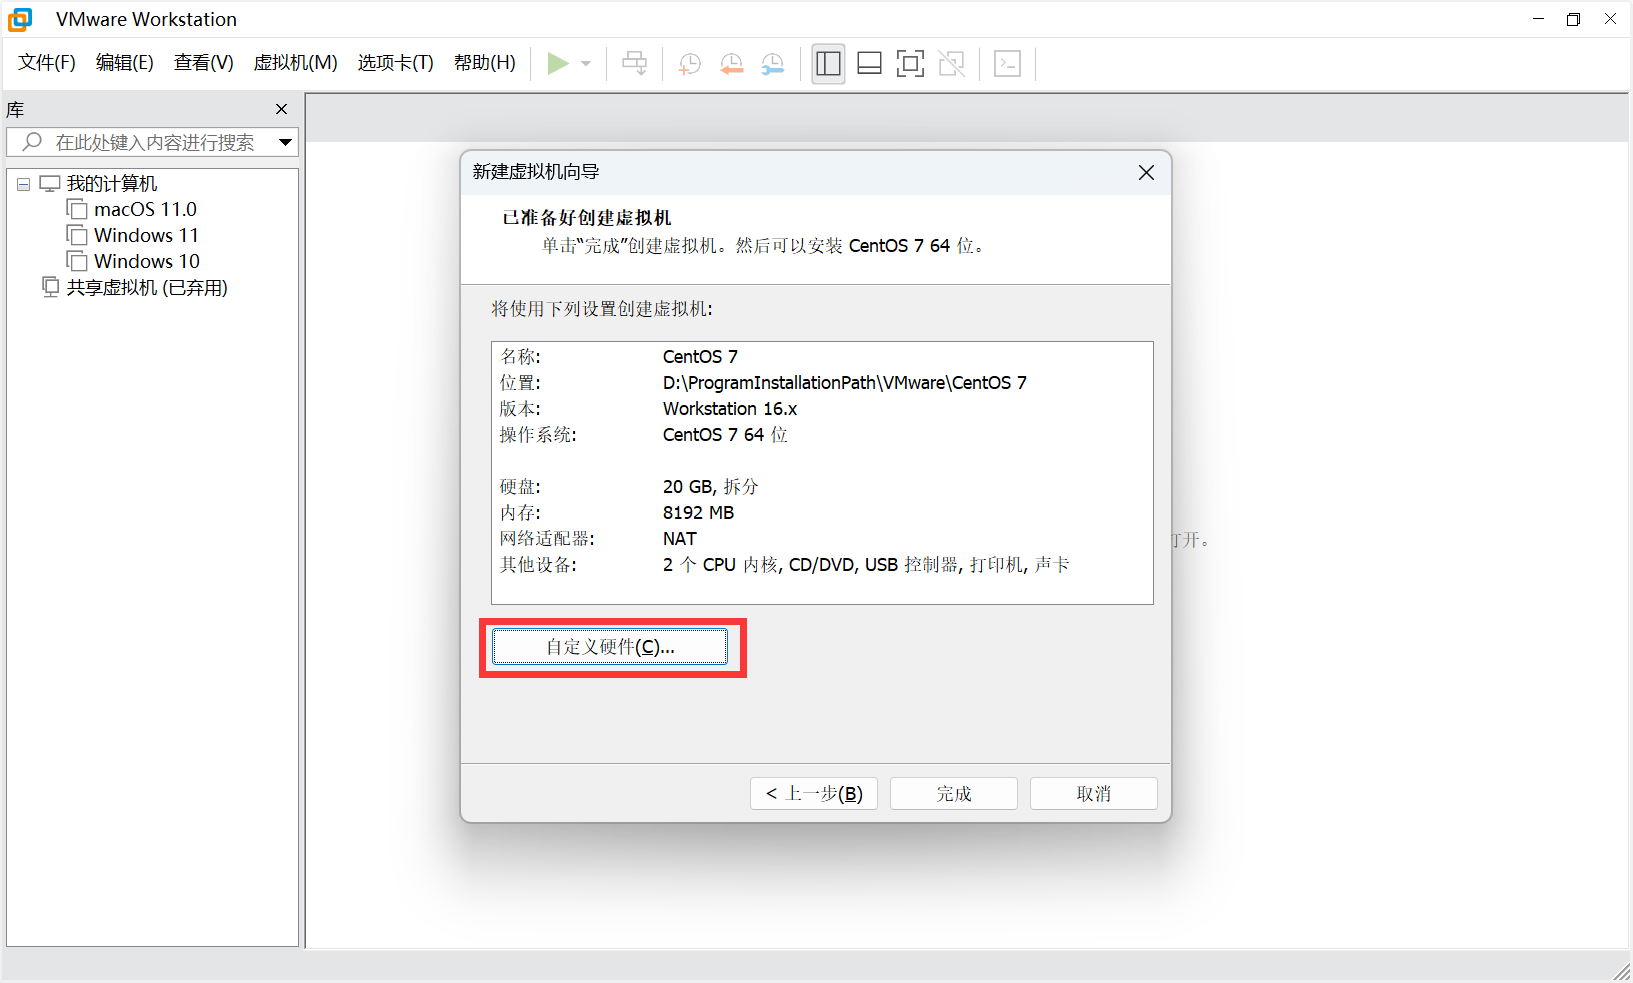 VMware Workstation
文件(F) 编辑(E) 查看(V) 虚拟机(M) 选项卡(T) 帮助(H)
库
在此处键入内容进行搜索
我的计算机
macOS 11.0
Windows 11
Windows 10
共享虚拟机 (已弃用)
新建虚拟机向导
已准备好创建虚拟机
单击“完成”创建虚拟机。然后可以安装 CentOS 7 64 位。
将使用下列设置创建虚拟机:
名称: CentOS 7
位置: D:\ProgramInstallationPath\VMware\CentOS 7
版本: Workstation 16.x
操作系统: CentOS 7 64 位
硬盘: 20 GB, 拆分
内存: 8192 MB
网络适配器: NAT
其他设备: 2 个 CPU 内核, CD/DVD, USB 控制器, 打印机, 声卡
打开。
自定义硬件(C)...
< 上一步(B) 完成 取消